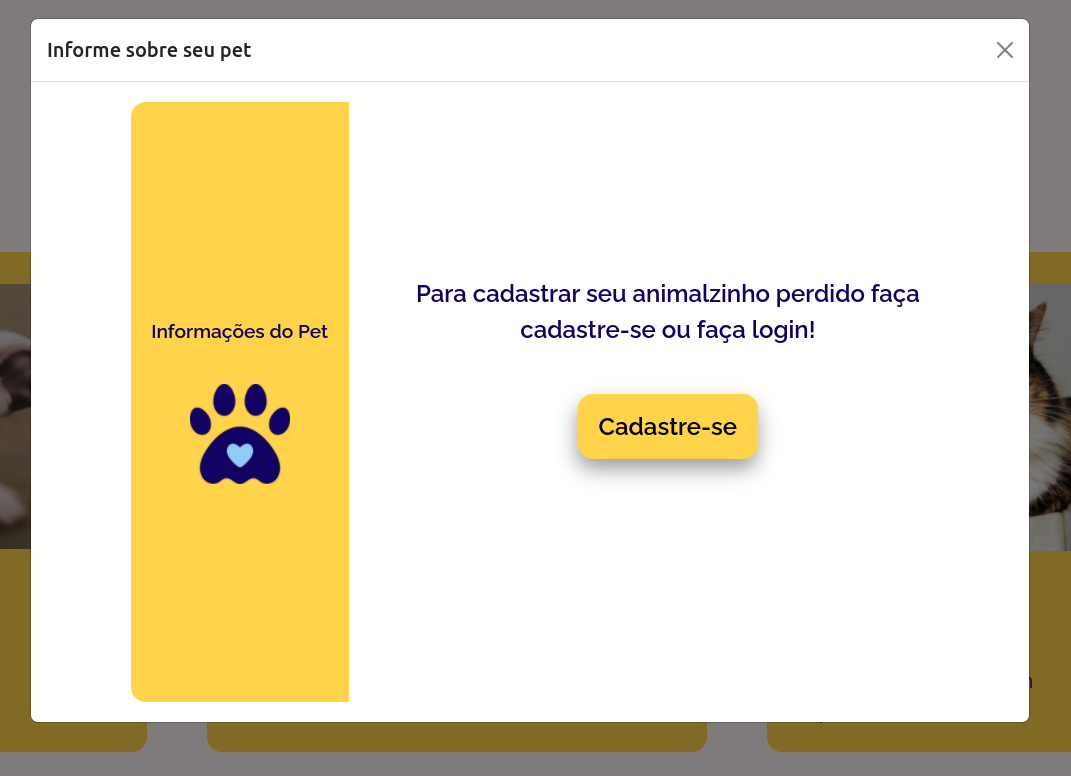 Informe sobre seu pet
Informações do Pet
Para cadastrar seu animalzinho perdido faça
cadastre-se ou faça login!
Cadastre-se